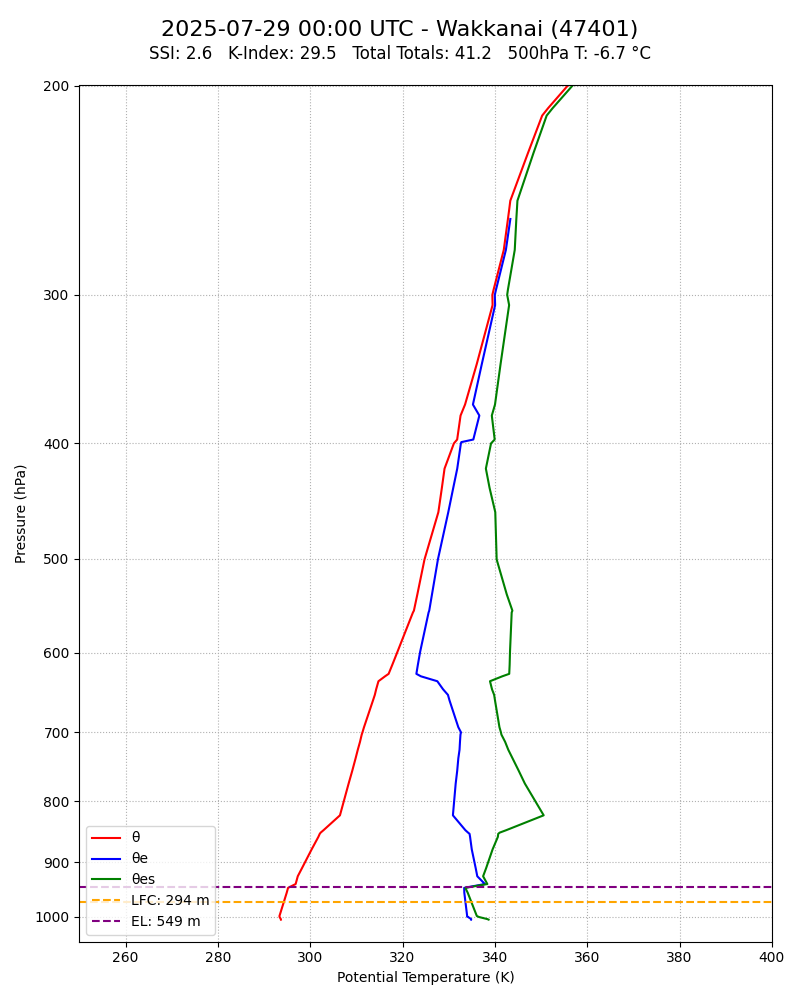 2025-07-29 00:00 UTC - Wakkanai (47401)
SSI: 2.6   K-Index: 29.5   Total Totals: 41.2   500hPa T: -6.7 °C
Pressure (hPa)
200
300
400
500
600
700
800
900
1000
θ
θe
θes
LFC: 294 m
EL: 549 m
260 280 300 320 340 360 380 400
Potential Temperature (K)